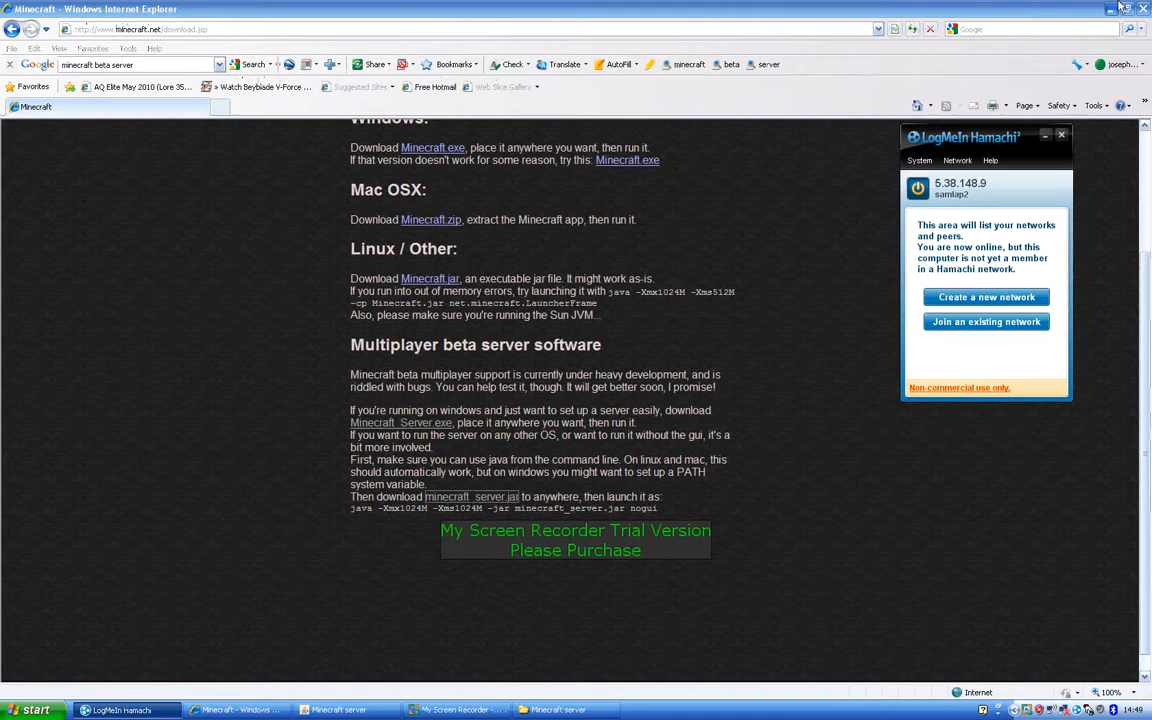 Minecraft - Windows Internet Explorer
http://www.minecraft.net/download.jsp
Google
File Edit View Favorites Tools Help
x Google minecraft beta server Search Share Bookmarks Check Translate AutoFill minecraft beta server joseph...
Favorites AQ Elite May 2010 (Lore 35... Watch Beyblade V-Force ... Suggested Sites Free Hotmail Web Slice Gallery
Minecraft
Page Safety Tools
Windows:
Download Minecraft.exe, place it anywhere you want, then run it.
If that version doesn't work for some reason, try this: Minecraft.exe
Mac OSX:
Download Minecraft.zip, extract the Minecraft app, then run it.
Linux / Other:
Download Minecraft.jar, an executable jar file. It might work as-is.
If you run into out of memory errors, try launching it with java -Xmx1024M -Xms512M
-cp Minecraft.jar net.minecraft.LauncherFrame
Also, please make sure you're running the Sun JVM...
Multiplayer beta server software
Minecraft beta multiplayer support is currently under heavy development, and is
riddled with bugs. You can help test it, though. It will get better soon, I promise!
If you're running on windows and just want to set up a server easily, download
Minecraft_Server.exe, place it anywhere you want, then run it.
If you want to run the server on any other OS, or want to run it without the gui, it's a
bit more involved.
First, make sure you can use java from the command line. On linux and mac, this
should automatically work, but on windows you might want to set up a PATH
system variable.
Then download minecraft_server.jar to anywhere, then launch it as:
java -Xmx1024M -Xms1024M -jar minecraft_server.jar nogui
My Screen Recorder Trial Version
Please Purchase
LogMeIn Hamachi²
System Network Help
5.38.148.9
samlap2
This area will list your networks
and peers.
You are now online, but this
computer is not yet a member
in a Hamachi network.
Create a new network
Join an existing network
Non-commercial use only.
Internet 100%
start LogMeIn Hamachi Minecraft - Windows ... Minecraft server My Screen Recorder -... Minecraft server 14:49